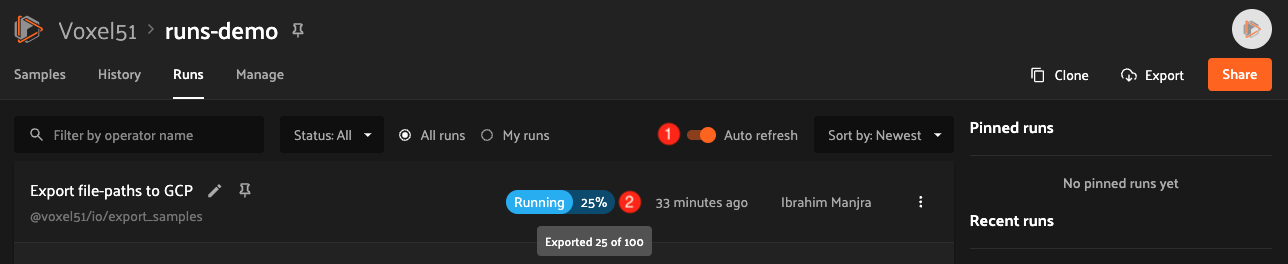 Voxel51 > runs-demo
Samples History Runs Manage
Clone Export Share
Filter by operator name
Status: All
All runs My runs
1 Auto refresh
Sort by: Newest
Pinned runs
No pinned runs yet
Recent runs
Export file-paths to GCP
@voxel51/io/export_samples
Running 25% 2 33 minutes ago Ibrahim Manjra
Exported 25 of 100